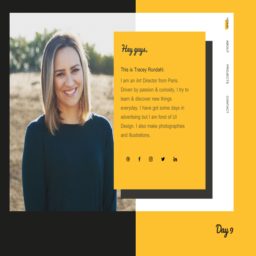 Hey guys,
This is Tracey Rundahl.
I am an Art Director from Paris.
Driven by passion & curiosity, I try to
learn & discover new things
everyday. I have got some days in
advertising but I am fond of UI
Design. I also make photographies
and illustrations.
ABOUT
PROJECTS
CONTACT
Day 9